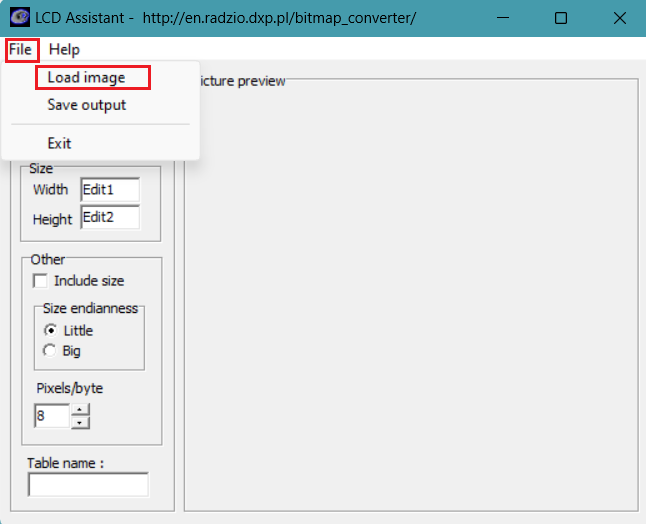 LCD Assistant - http://en.radzio.dxp.pl/bitmap_converter/
File Help
Load image
Save output
Exit
icture preview
Size
Width Edit1
Height Edit2
Other
Include size
Size endianness
Little
Big
Pixels/byte
8
Table name :